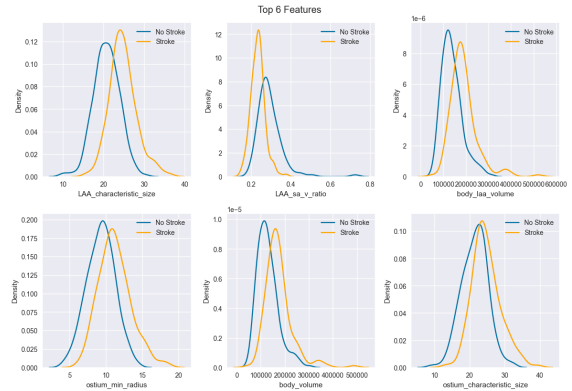 Top 6 Features
No Stroke
Stroke
0.12
0.10
0.08
0.06
0.04
0.02
0.00
Density
10 20 30 40
LAA_characteristic_size
No Stroke
Stroke
12
10
8
6
4
2
0
Density
0.2 0.4 0.6 0.8
LAA_sa_v_ratio
1e-6
No Stroke
Stroke
8
6
4
2
0
Density
0 100000 200000 300000 400000 500000 600000
body_laa_volume
No Stroke
Stroke
0.200
0.175
0.150
0.125
0.100
0.075
0.050
0.025
0.000
Density
5 10 15 20
ostium_min_radius
1e-5
No Stroke
Stroke
1.0
0.8
0.6
0.4
0.2
0.0
Density
0 100000 200000 300000 400000 500000
body_volume
No Stroke
Stroke
0.10
0.08
0.06
0.04
0.02
0.00
Density
10 20 30 40
ostium_characteristic_size